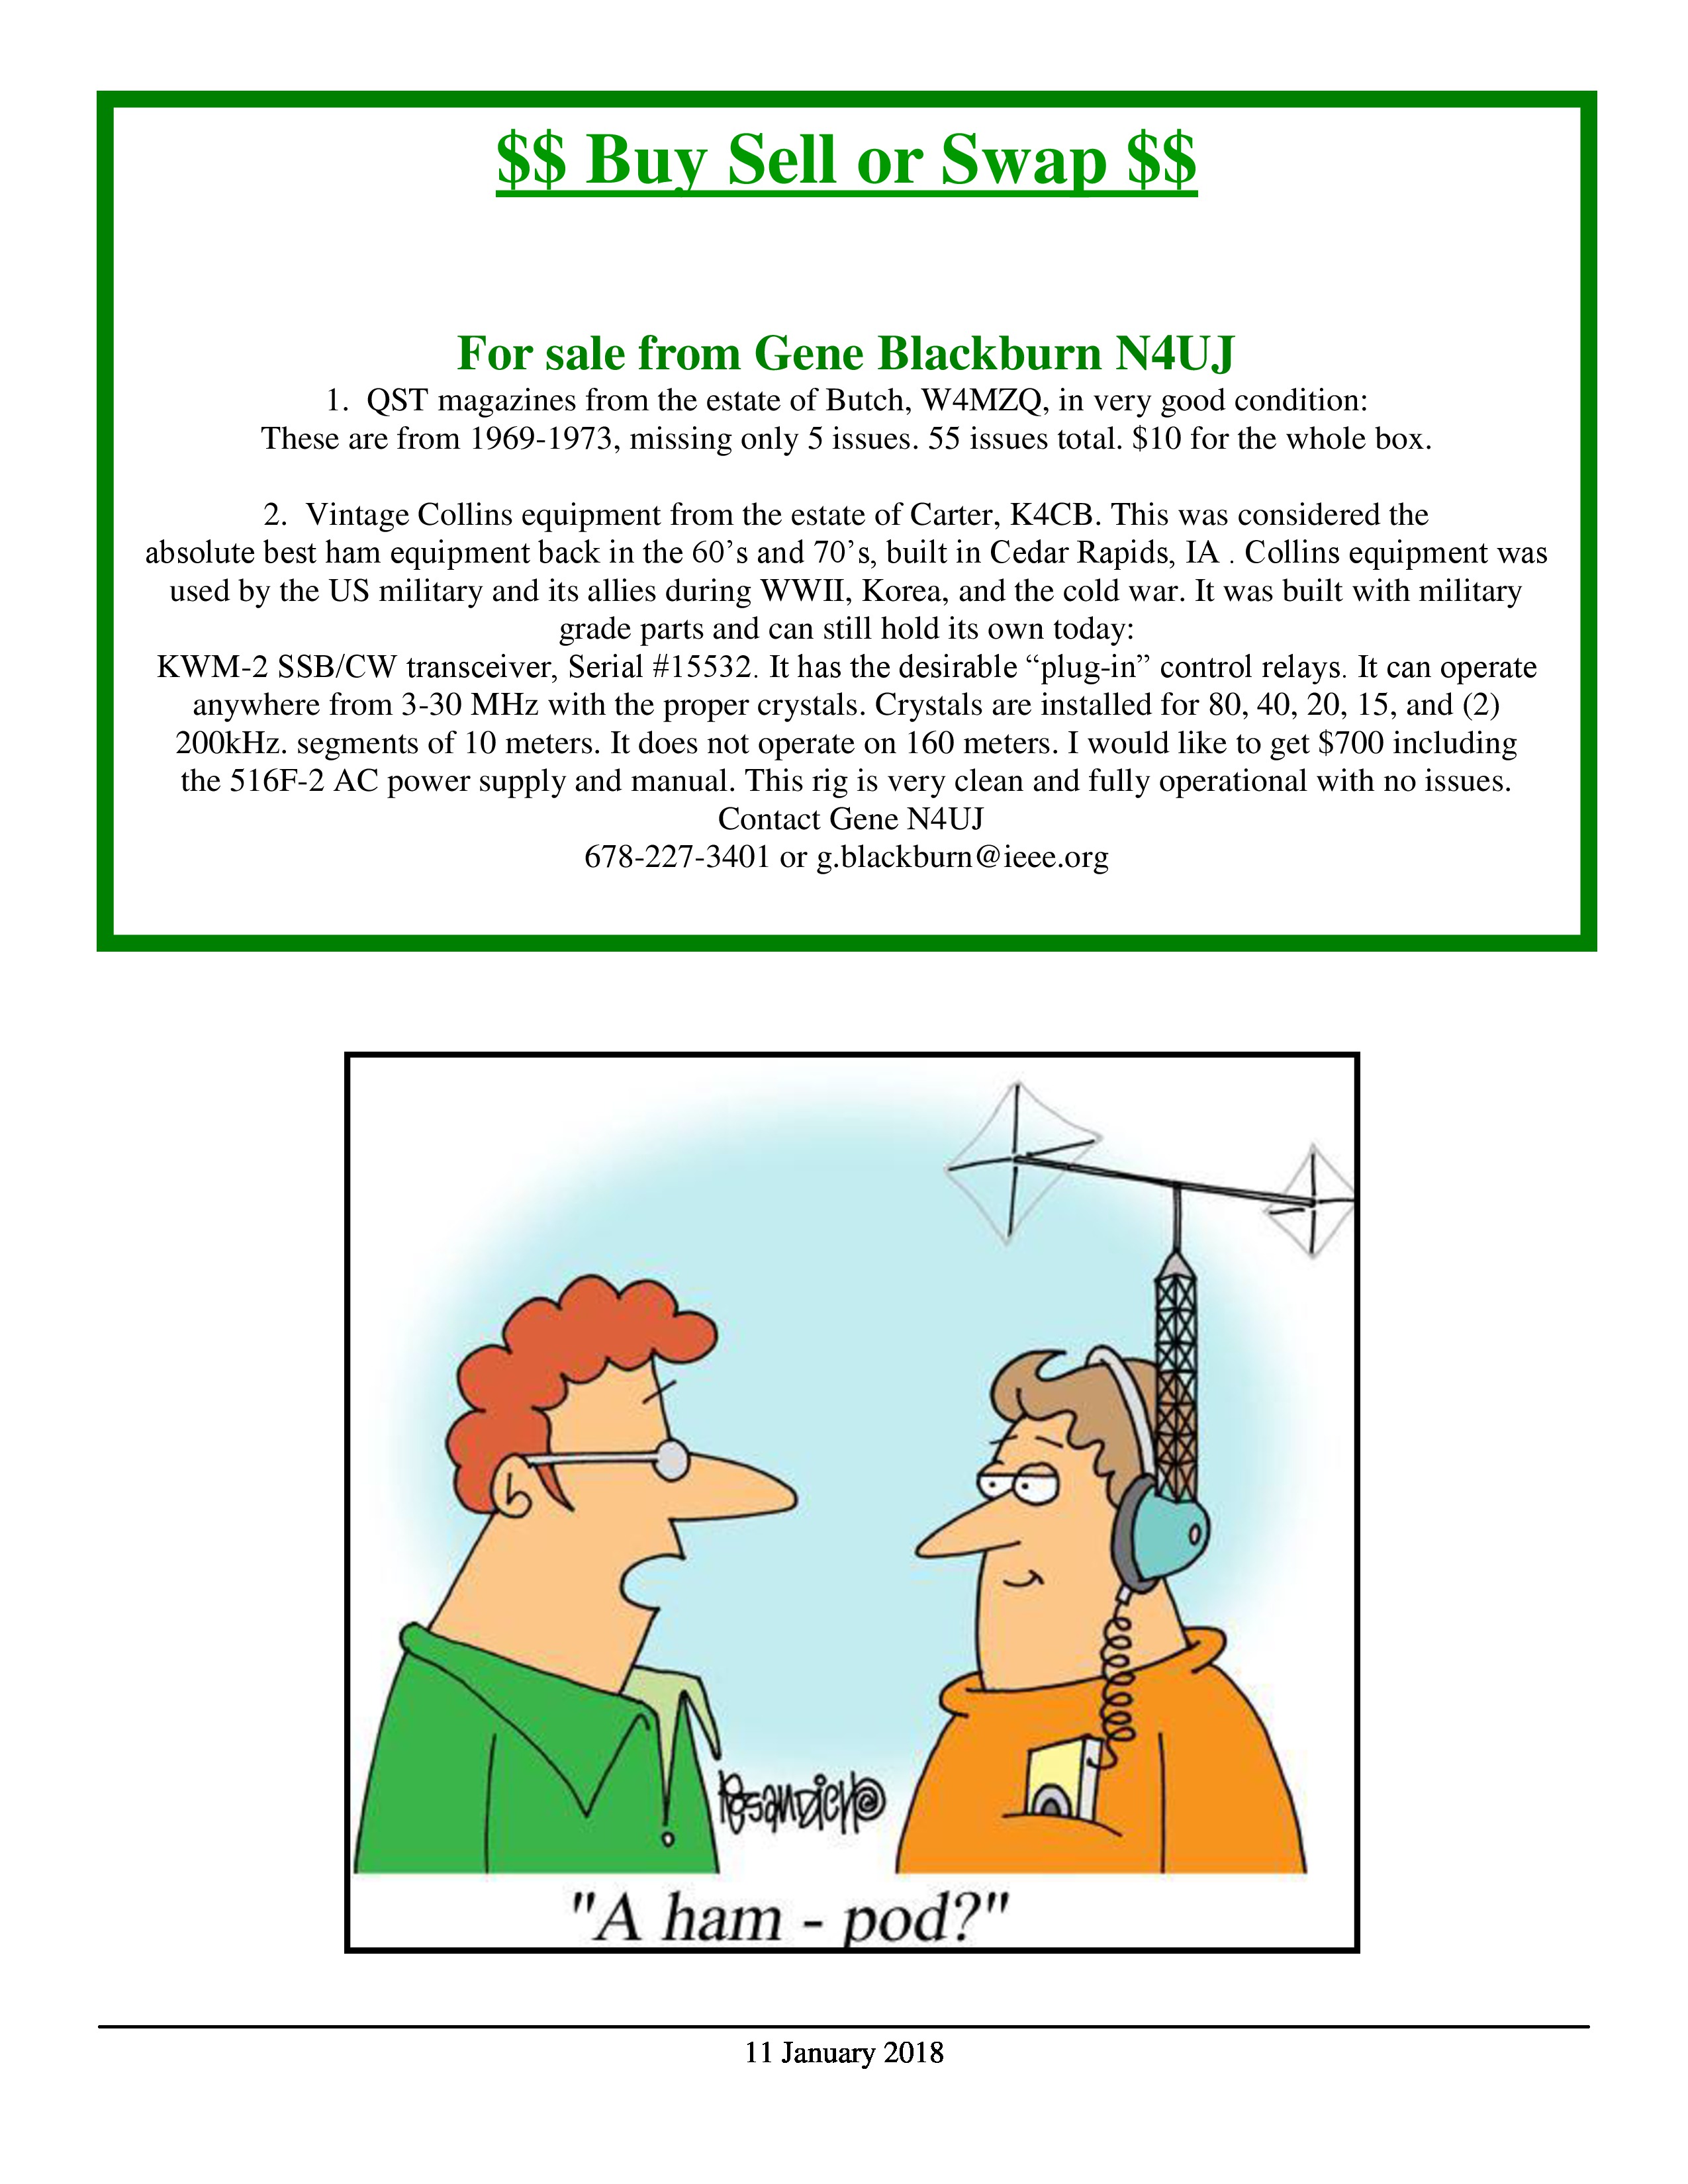 $$ Buy Sell or Swap $$
For sale from Gene Blackburn N4UJ
1. QST magazines from the estate of Butch, W4MZQ, in very good condition:
These are from 1969-1973, missing only 5 issues. 55 issues total. $10 for the whole box.
2. Vintage Collins equipment from the estate of Carter, K4CB. This was considered the
absolute best ham equipment back in the 60’s and 70’s, built in Cedar Rapids, IA . Collins equipment was
used by the US military and its allies during WWII, Korea, and the cold war. It was built with military
grade parts and can still hold its own today:
KWM-2 SSB/CW transceiver, Serial #15532. It has the desirable “plug-in” control relays. It can operate
anywhere from 3-30 MHz with the proper crystals. Crystals are installed for 80, 40, 20, 15, and (2)
200kHz. segments of 10 meters. It does not operate on 160 meters. I would like to get $700 including
the 516F-2 AC power supply and manual. This rig is very clean and fully operational with no issues.
Contact Gene N4UJ
678-227-3401 or g.blackburn@ieee.org
Rosandich©
"A ham - pod?"
11 January 2018